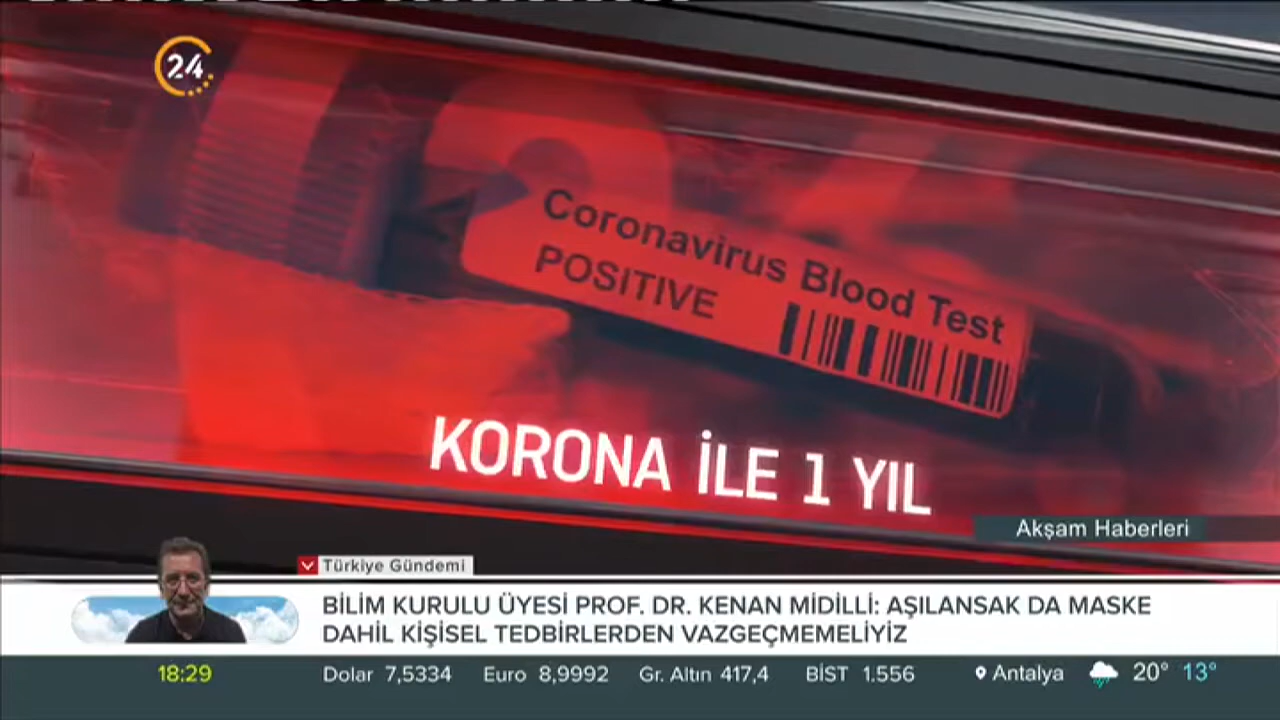 24
Coronavirus Blood Test
POSITIVE
KORONA İLE 1 YIL
Akşam Haberleri
Türkiye Gündemi
BİLİM KURULU ÜYESİ PROF. DR. KENAN MİDİLLİ: AŞILANSAK DA MASKE
DAHİL KİŞİSEL TEDBİRLERDEN VAZGEÇMEMELİYİZ
18:29 Dolar 7,5334 Euro 8,9992 Gr. Altın 417,4 BİST 1.556 Antalya 20° 13°